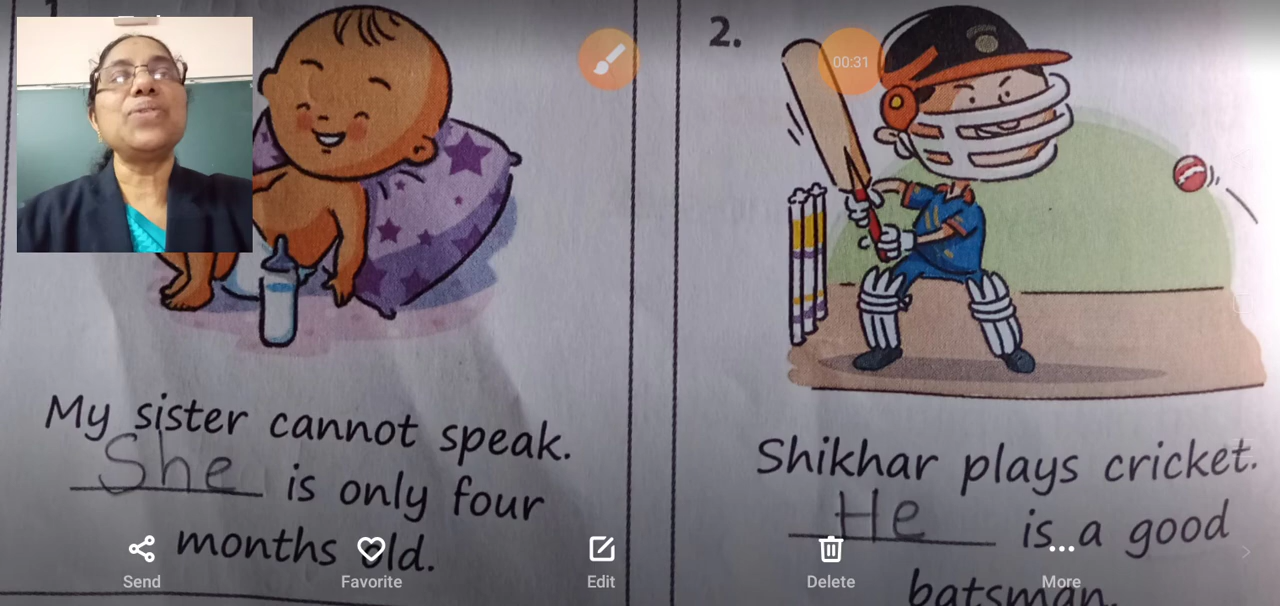 1.
2.
00:31
My sister cannot speak.
She is only four
months old.
Shikhar plays cricket.
He is a good
batsman.
Send
Favorite
Edit
Delete
More